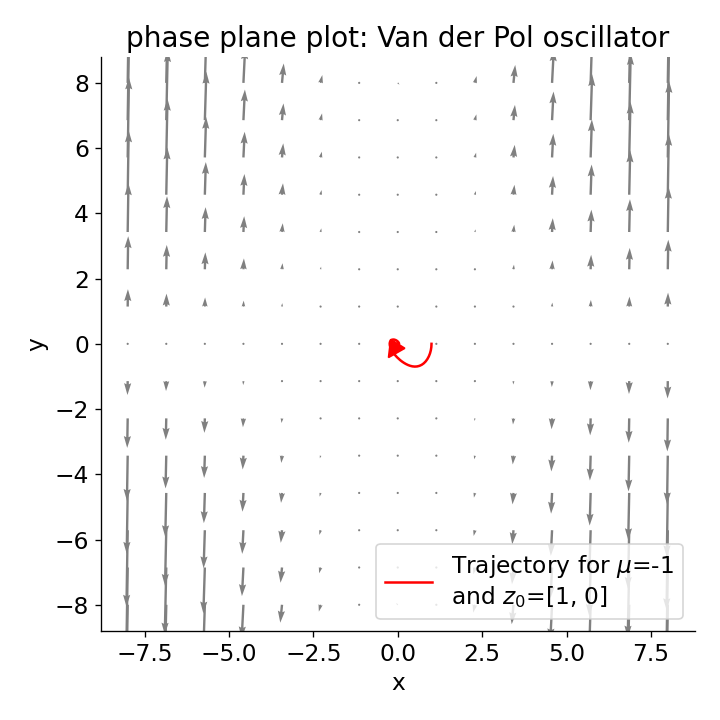 phase plane plot: Van der Pol oscillator
8
6
4
2
0
−2
−4
−6
−8
y
Trajectory for μ=-1
and z₀=[1, 0]
−7.5 −5.0 −2.5 0.0 2.5 5.0 7.5
x